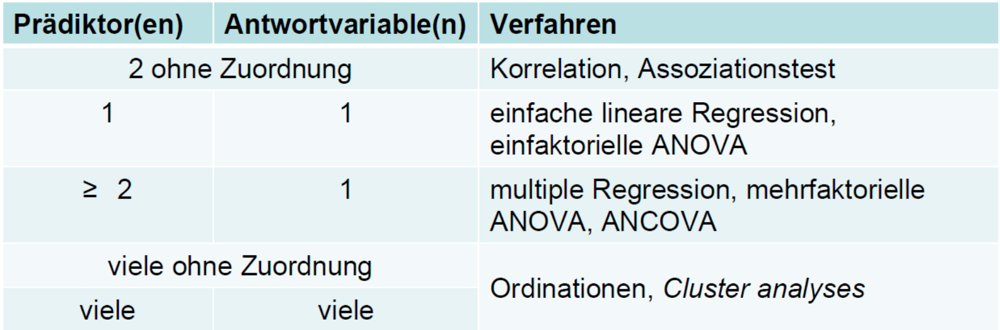 Prädiktor(en) Antwortvariable(n) Verfahren
2 ohne Zuordnung Korrelation, Assoziationstest
1 1 einfache lineare Regression,
einfaktorielle ANOVA
≥ 2 1 multiple Regression, mehrfaktorielle
ANOVA, ANCOVA
viele ohne Zuordnung
Ordinationen, Cluster analyses
viele viele